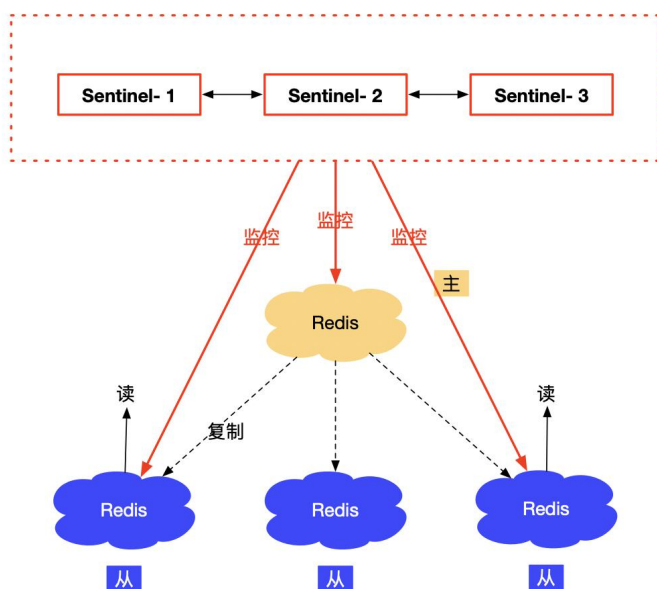 Sentinel- 1
Sentinel- 2
Sentinel- 3
监控
监控
监控
主
Redis
读
读
复制
Redis
Redis
Redis
从
从
从